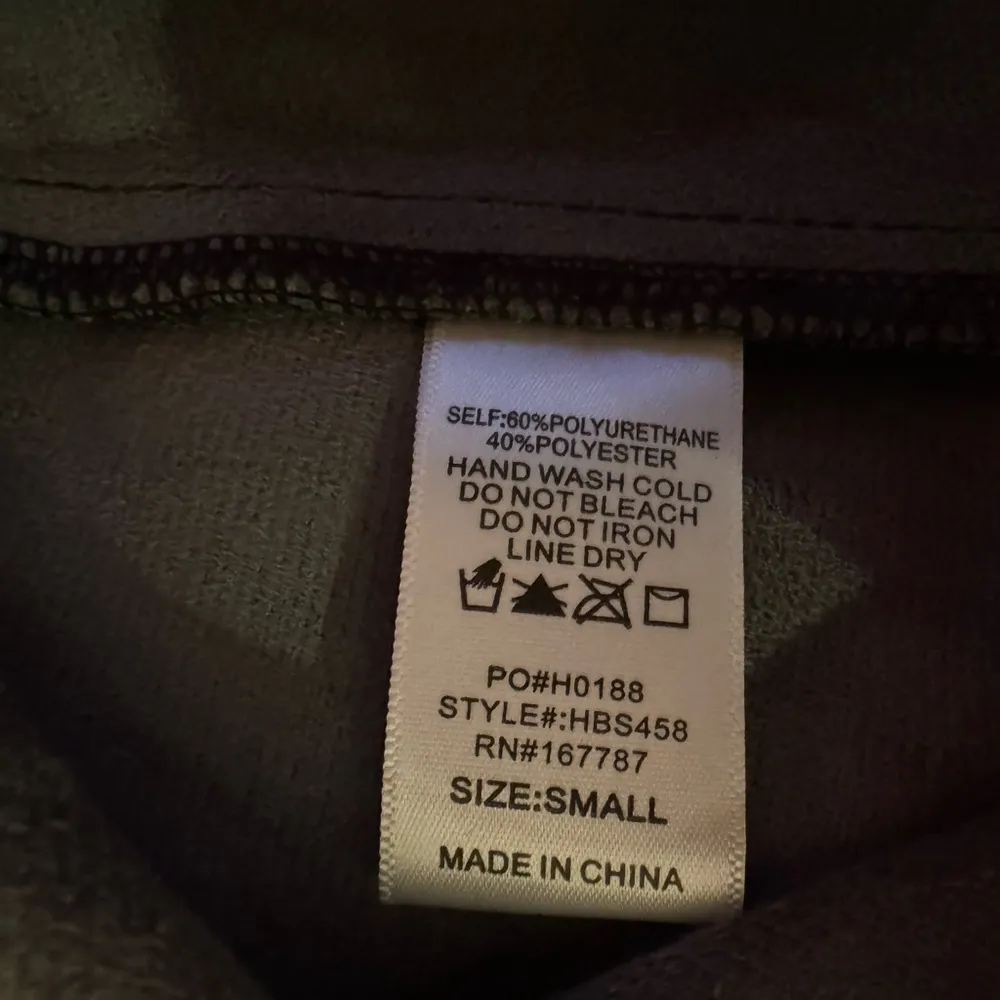 SELF:60%POLYURETHANE
40%POLYESTER
HAND WASH COLD
DO NOT BLEACH
DO NOT IRON
LINE DRY
PO#H0188
STYLE#:HBS458
RN#167787
SIZE:SMALL
MADE IN CHINA